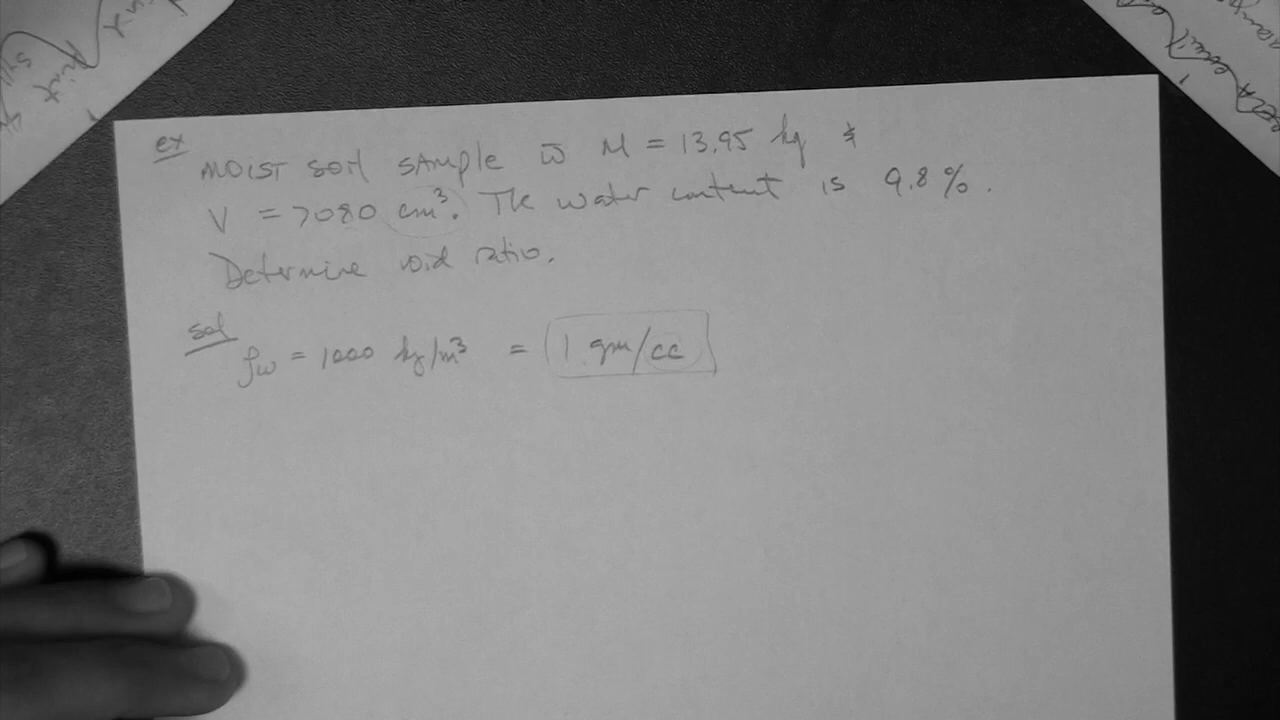 ex
MOIST SOIL SAMPLE w̄ M = 13.95 kg &
V = 7080 cm³. The water content is 9.8%.
Determine void ratio.
sol
ρw = 1000 kg/m³ = 1 gm/cc